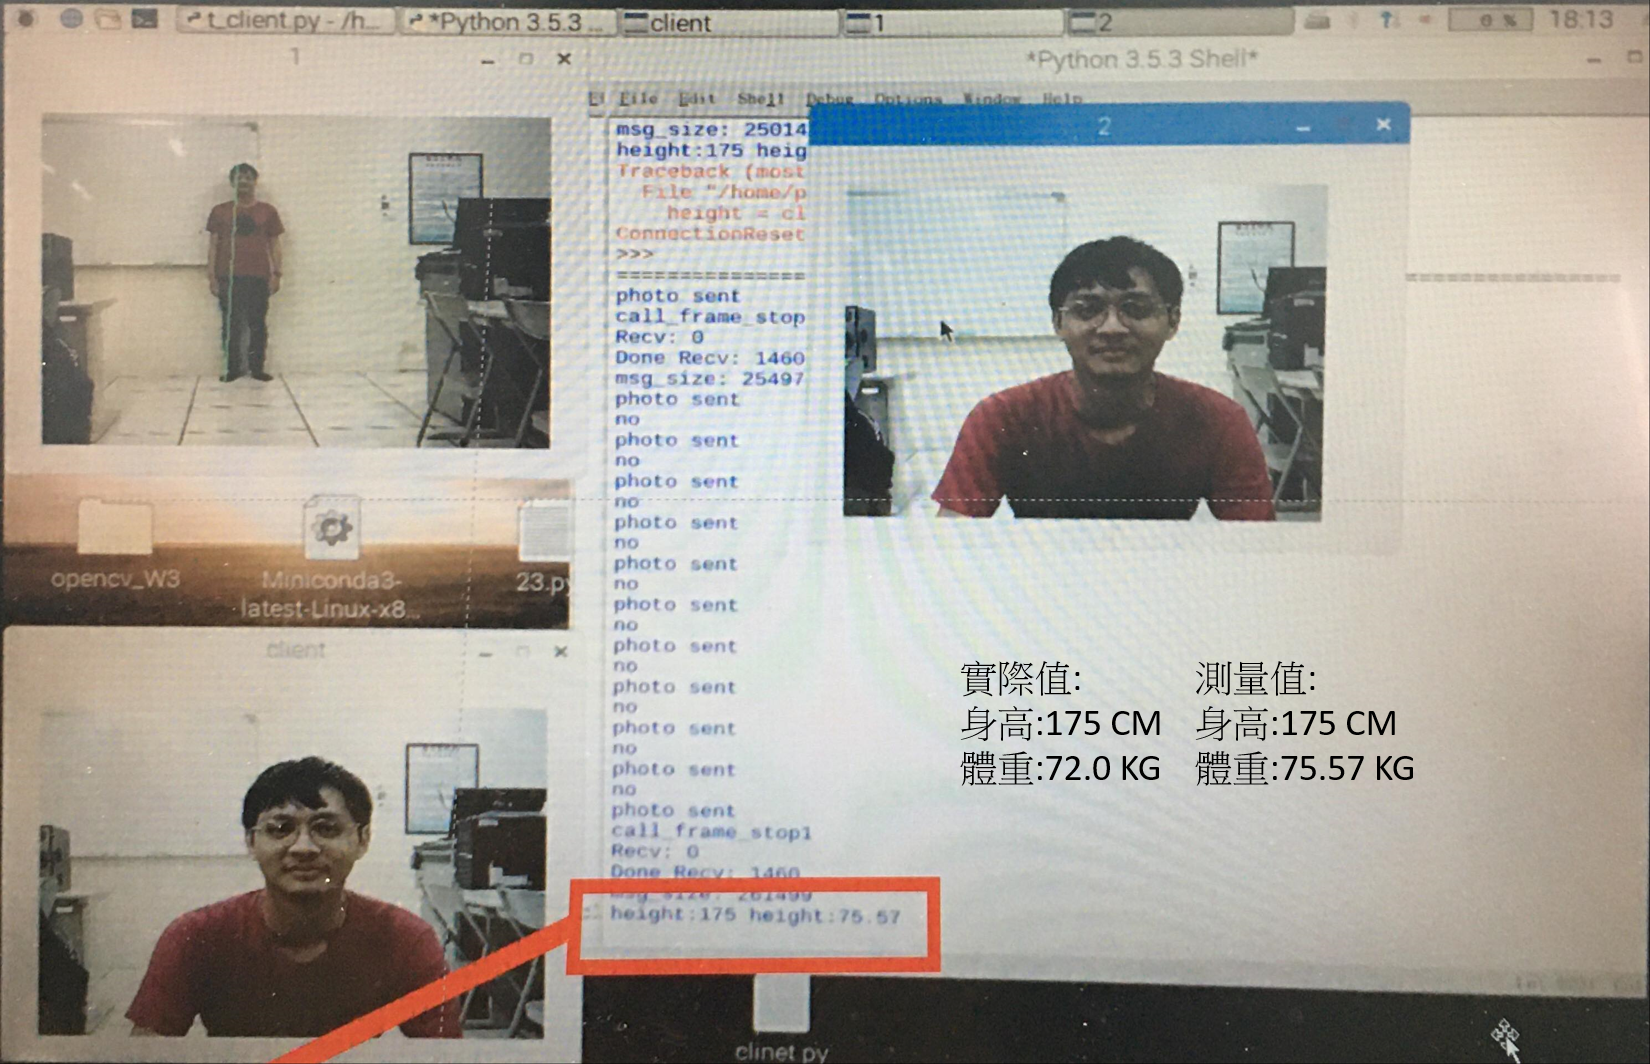 t_client.py - /h...
*Python 3.5.3 ...
client
1
2
0 %
18:13
1
*Python 3.5.3 Shell*
File Edit Shell Debug Options Window Help
msg_size: 25014
height:175 heig
Traceback (most
File "/home/p
height = cl
ConnectionReset
>>>
===============
photo sent
call_frame_stop
Recv: 0
Done Recv: 1460
msg_size: 25497
photo sent
no
photo sent
no
photo sent
no
photo sent
no
photo sent
no
photo sent
no
photo sent
no
photo sent
no
photo sent
no
photo sent
no
photo sent
call_frame_stop1
Recv: 0
Done Recv: 1460
msg_size: 261499
height:175 height:75.57
2
opencv_W3
Miniconda3-
latest-Linux-x8...
23.py
client
實際值:
身高:175 CM
體重:72.0 KG
測量值:
身高:175 CM
體重:75.57 KG
clinet py